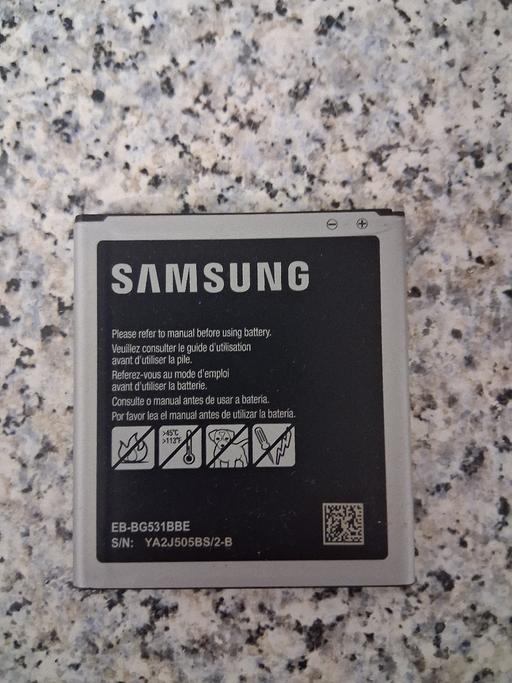 SAMSUNG
Please refer to manual before using battery.
Veuillez consulter le guide d'utilisation
avant d'utiliser la pile.
Referez-vous au mode d'emploi
avant d'utiliser la batterie.
Consulte o manual antes de usar a bateria.
Por favor lea el manual antes de utilizar la batería.
>45°C
>113°F
EB-BG531BBE
S/N: YA2J505BS/2-B